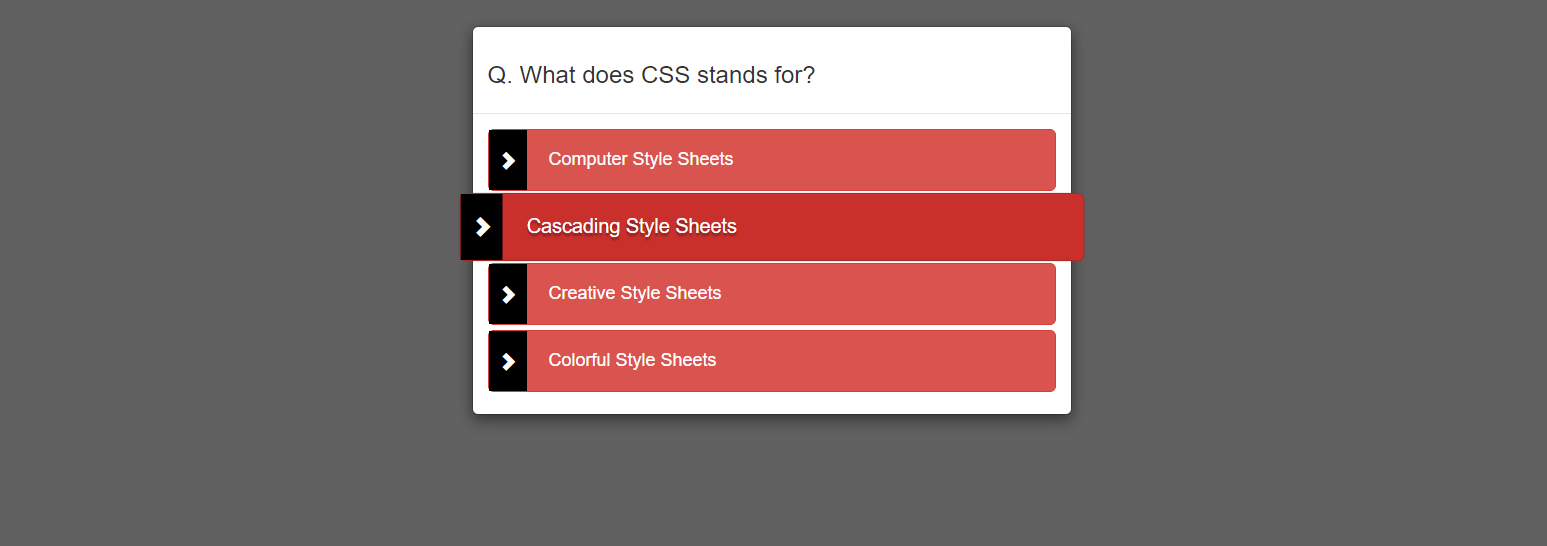 Q. What does CSS stands for?
Computer Style Sheets
Cascading Style Sheets
Creative Style Sheets
Colorful Style Sheets